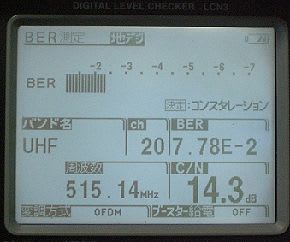 DIGITAL LEVEL CHECKER LCN3
BER測定 地デジ
-2 -3 -4 -5 -6 -7
BER
決定:コンスタレーション
バンド名 ch BER
UHF 20 7.78E-2
周波数 C/N
515.14MHz 14.3dB
変調方式 OFDM ブースター給電 OFF